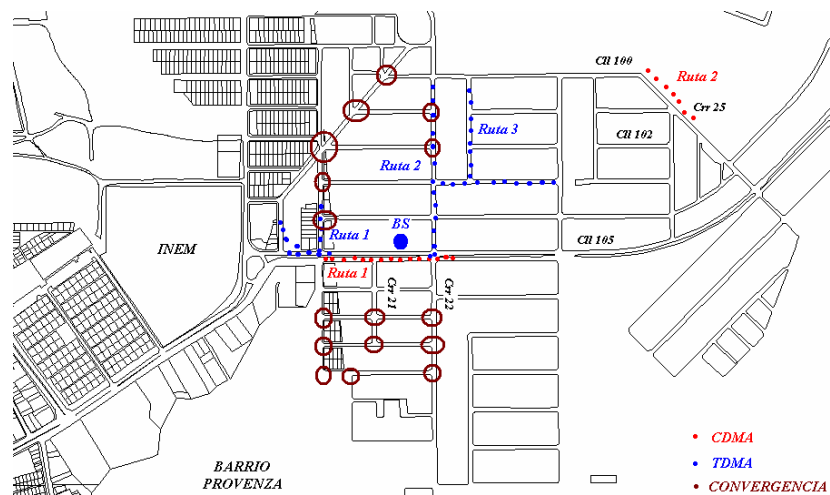 Cll 100
Ruta 2
Crr 25
Ruta 3
Cll 102
Ruta 2
BS
INEM
Ruta 1
Cll 105
Ruta 1
Crr 21
Crr 22
CDMA
TDMA
BARRIO
PROVENZA
CONVERGENCIA